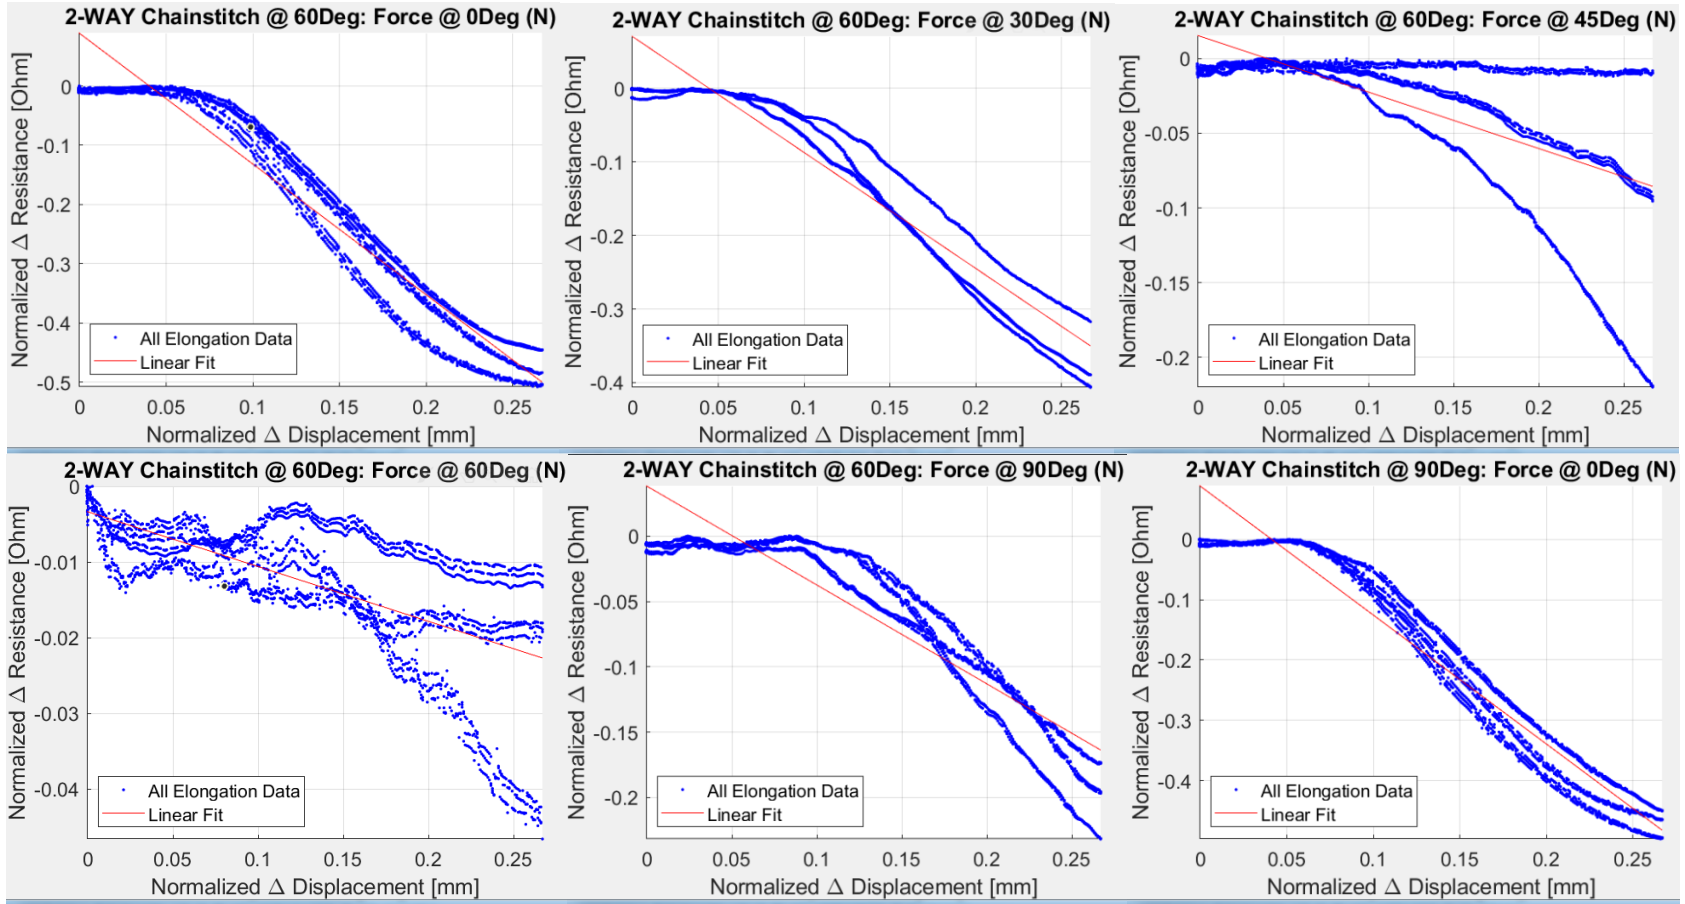 2-WAY Chainstitch @ 60Deg: Force @ 0Deg (N)
Normalized Δ Resistance [Ohm]
0
-0.1
-0.2
-0.3
-0.4
-0.5
All Elongation Data
Linear Fit
0 0.05 0.1 0.15 0.2 0.25
Normalized Δ Displacement [mm]
2-WAY Chainstitch @ 60Deg: Force @ 30Deg (N)
Normalized Δ Resistance [Ohm]
0
-0.1
-0.2
-0.3
-0.4
All Elongation Data
Linear Fit
0 0.05 0.1 0.15 0.2 0.25
Normalized Δ Displacement [mm]
2-WAY Chainstitch @ 60Deg: Force @ 45Deg (N)
Normalized Δ Resistance [Ohm]
0
-0.05
-0.1
-0.15
-0.2
All Elongation Data
Linear Fit
0 0.05 0.1 0.15 0.2 0.25
Normalized Δ Displacement [mm]
2-WAY Chainstitch @ 60Deg: Force @ 60Deg (N)
Normalized Δ Resistance [Ohm]
0
-0.01
-0.02
-0.03
-0.04
All Elongation Data
Linear Fit
0 0.05 0.1 0.15 0.2 0.25
Normalized Δ Displacement [mm]
2-WAY Chainstitch @ 60Deg: Force @ 90Deg (N)
Normalized Δ Resistance [Ohm]
0
-0.05
-0.1
-0.15
-0.2
All Elongation Data
Linear Fit
0 0.05 0.1 0.15 0.2 0.25
Normalized Δ Displacement [mm]
2-WAY Chainstitch @ 90Deg: Force @ 0Deg (N)
Normalized Δ Resistance [Ohm]
0
-0.1
-0.2
-0.3
-0.4
All Elongation Data
Linear Fit
0 0.05 0.1 0.15 0.2 0.25
Normalized Δ Displacement [mm]